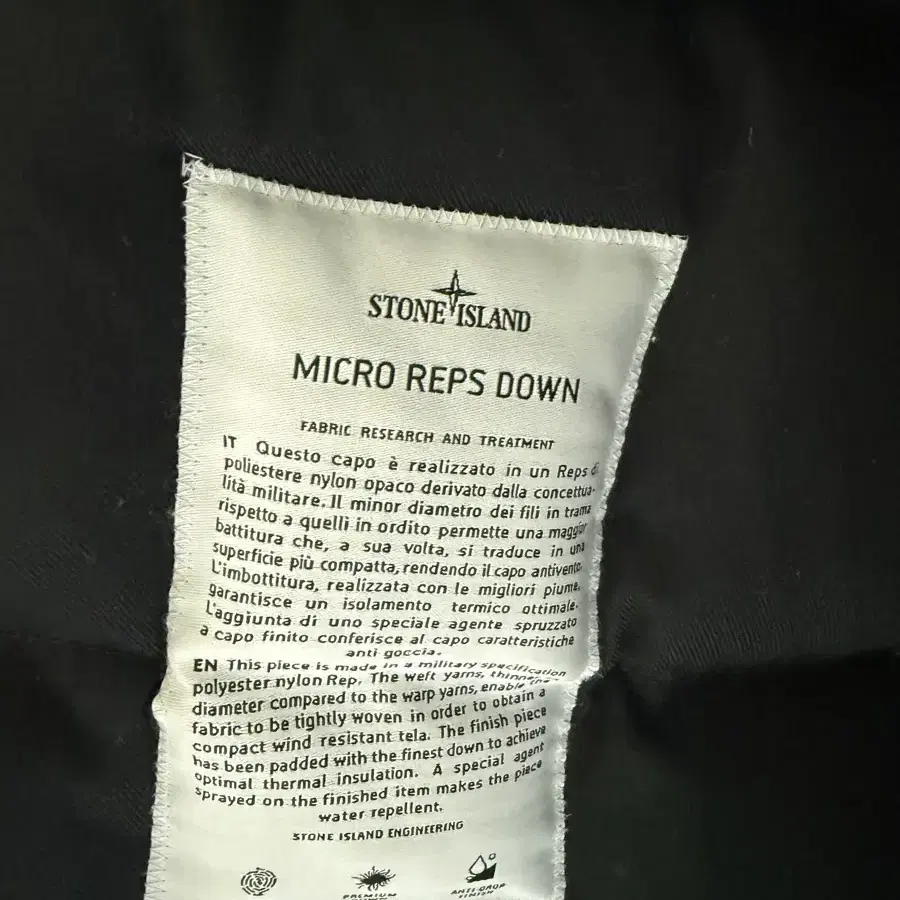 STONE ISLAND
MICRO REPS DOWN
FABRIC RESEARCH AND TREATMENT
IT Questo capo è realizzato in un Reps di
poliestere nylon opaco derivato dalla concettua-
lità militare. Il minor diametro dei fili in trama
rispetto a quelli in ordito permette una maggior
battitura che, a sua volta, si traduce in una
superficie più compatta, rendendo il capo antivento.
L'imbottitura, realizzata con le migliori piume,
garantisce un isolamento termico ottimale.
L'aggiunta di uno speciale agente spruzzato
a capo finito conferisce al capo caratteristiche
anti goccia.
EN This piece is made in a military specification
polyester nylon Rep. The weft yarns, thinner in
diameter compared to the warp yarns, enable the
fabric to be tightly woven in order to obtain a
compact wind resistant tela. The finish piece
has been padded with the finest down to achieve
optimal thermal insulation. A special agent
sprayed on the finished item makes the piece
water repellent.
STONE ISLAND ENGINEERING
PREMIUM
ANTI-DROP
FINISH